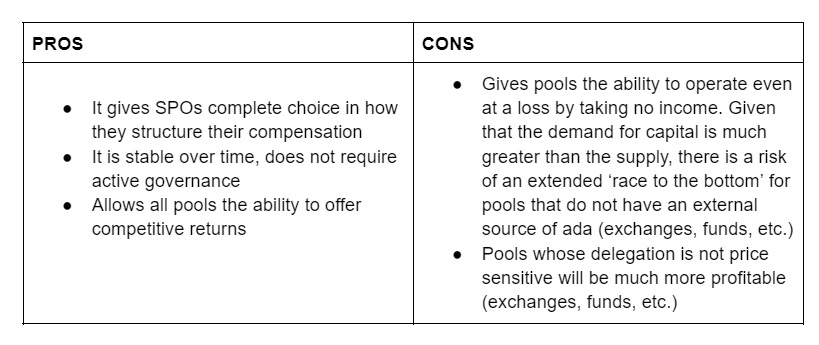 PROS
● It gives SPOs complete choice in how
they structure their compensation
● It is stable over time, does not require
active governance
● Allows all pools the ability to offer
competitive returns
CONS
● Gives pools the ability to operate even
at a loss by taking no income. Given
that the demand for capital is much
greater than the supply, there is a risk
of an extended ‘race to the bottom’ for
pools that do not have an external
source of ada (exchanges, funds, etc.)
● Pools whose delegation is not price
sensitive will be much more profitable
(exchanges, funds, etc.)